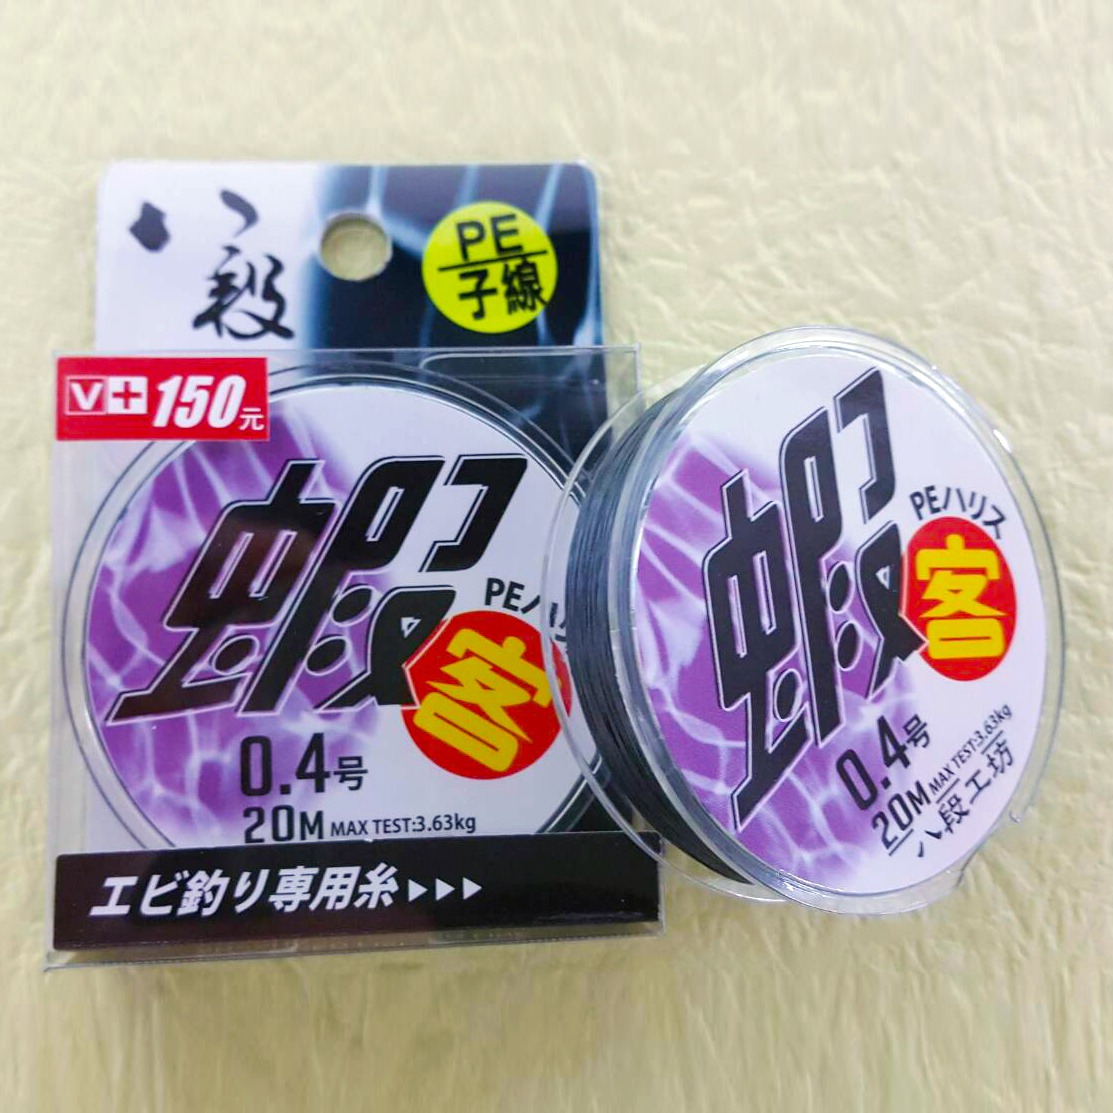 八段
PE
子線
V+150元
蝦
PEハリ
客
0.4号
20M MAX TEST:3.63kg
エビ釣り専用糸▶▶▶
蝦
PEハリス
客
0.4号
20M MAX TEST:3.63kg
八段工坊